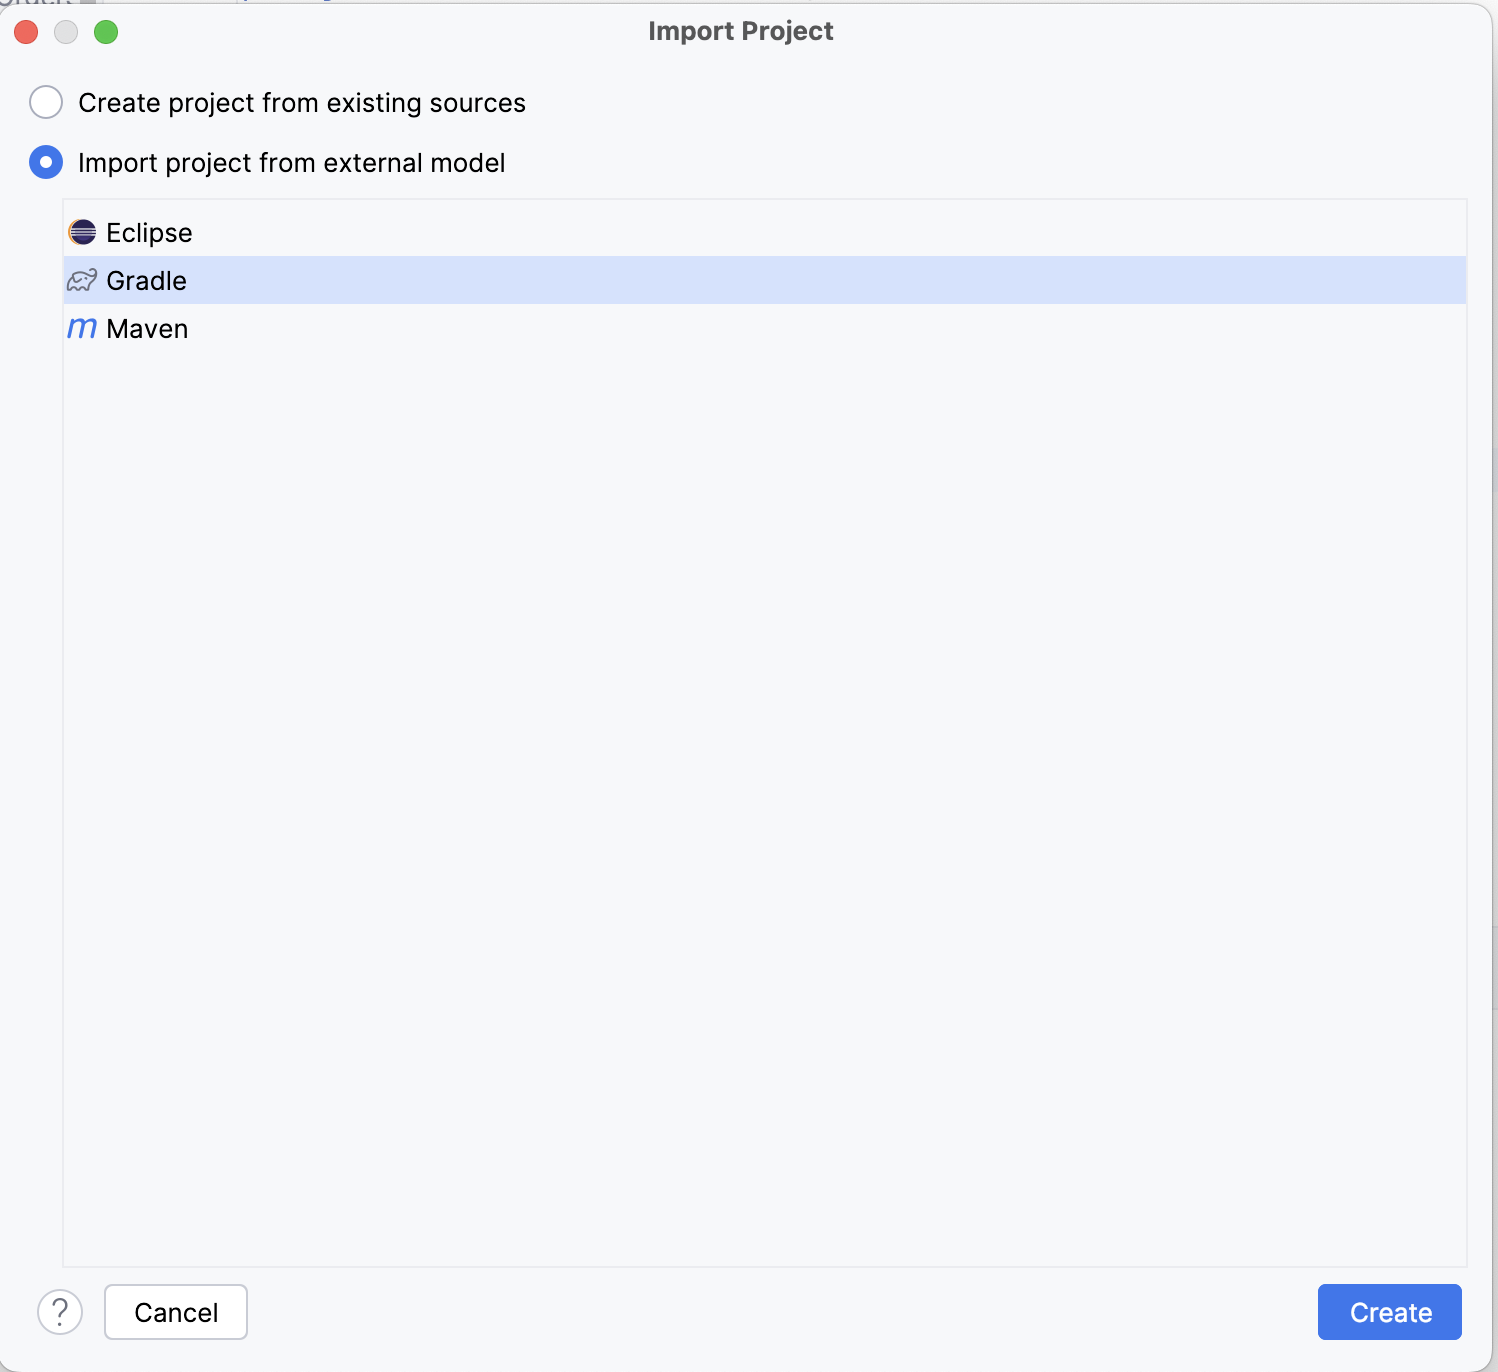 Import Project
Create project from existing sources
Import project from external model
Eclipse
Gradle
m Maven
? Cancel Create